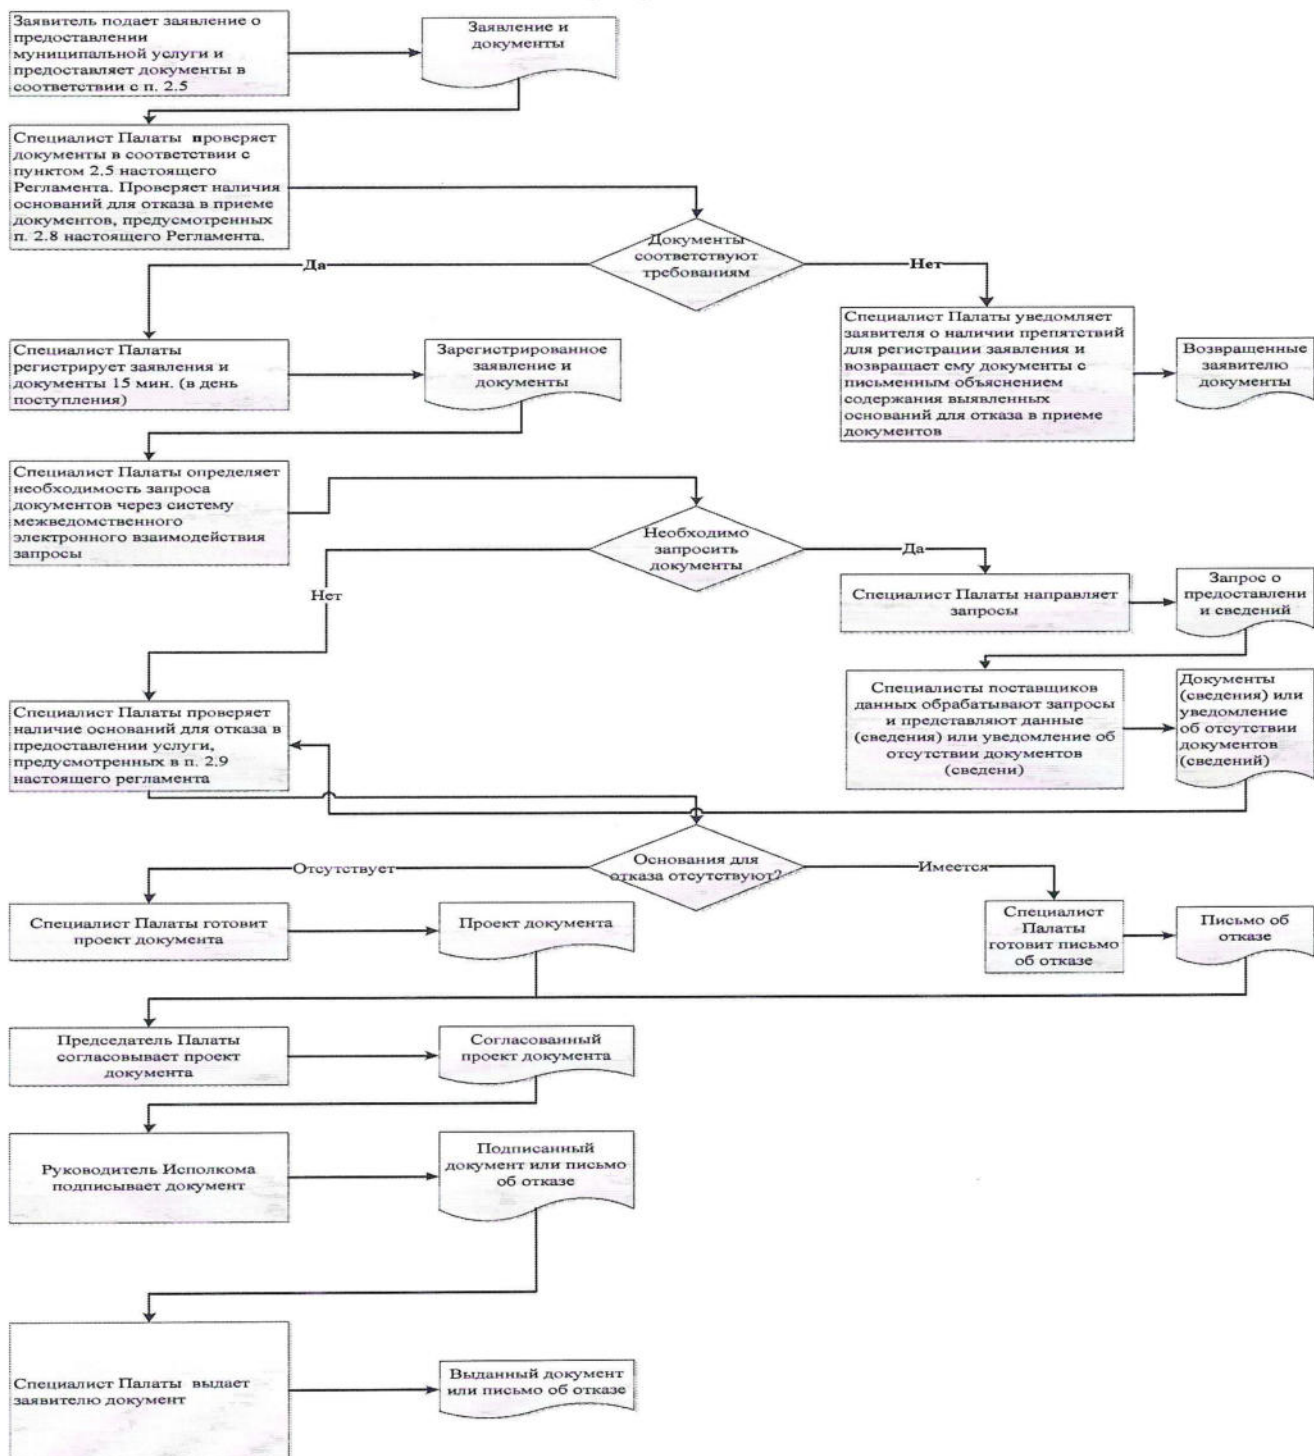 Заявитель подает заявление о
предоставлении
муниципальной услуги и
предоставляет документы в
соответствии с п. 2.5
Заявление и
документы
Специалист Палаты проверяет
документы в соответствии с
пунктом 2.5 настоящего
Регламента. Проверяет наличия
оснований для отказа в приеме
документов, предусмотренных
п. 2.8 настоящего Регламента.
Документы
соответствуют
требованиям
Да
Нет
Специалист Палаты
регистрирует заявления и
документы 15 мин. (в день
поступления)
Зарегистрированное
заявление и
документы
Специалист Палаты уведомляет
заявителя о наличии препятствий
для регистрации заявления и
возвращает ему документы с
письменным объяснением
содержания выявленных
оснований для отказа в приеме
документов
Возвращенные
заявителю
документы
Специалист Палаты определяет
необходимость запроса
документов через систему
межведомственного
электронного взаимодействия
запросы
Необходимо
запросить
документы
Да
Нет
Специалист Палаты направляет
запросы
Запрос о
предоставлени
и сведений
Специалист Палаты проверяет
наличие оснований для отказа в
предоставлении услуги,
предусмотренных в п. 2.9
настоящего регламента
Специалисты поставщиков
данных обрабатывают запросы
и представляют данные
(сведения) или уведомление об
отсутствии документов
(сведени)
Документы
(сведения) или
уведомление
об отсутствии
документов
(сведений)
Основания для
отказа отсутствуют?
Отсутствует
Имеется
Специалист Палаты готовит
проект документа
Проект документа
Специалист
Палаты
готовит письмо
об отказе
Письмо об
отказе
Председатель Палаты
согласовывает проект
документа
Согласованный
проект документа
Руководитель Исполкома
подписывает документ
Подписанный
документ или письмо
об отказе
Специалист Палаты выдает
заявителю документ
Выданный документ
или письмо об отказе